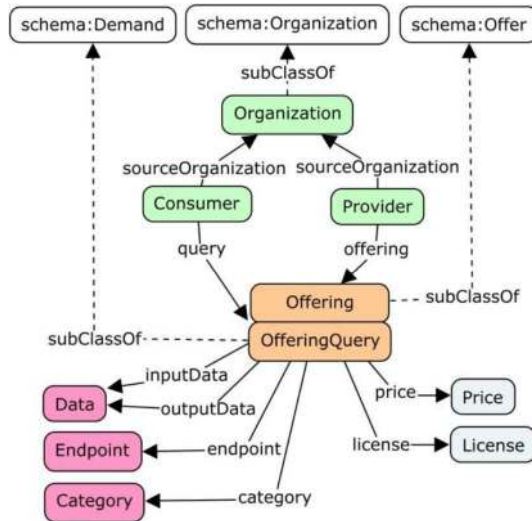 schema:Demand
schema:Organization
schema:Offer
subClassOf
Organization
sourceOrganization
sourceOrganization
Consumer
Provider
query
offering
Offering
subClassOf
subClassOf
OfferingQuery
inputData
Data
outputData
price
Price
Endpoint
endpoint
license
License
Category
category